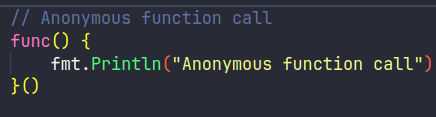 // Anonymous function call
func() {
    fmt.Println("Anonymous function call")
}()